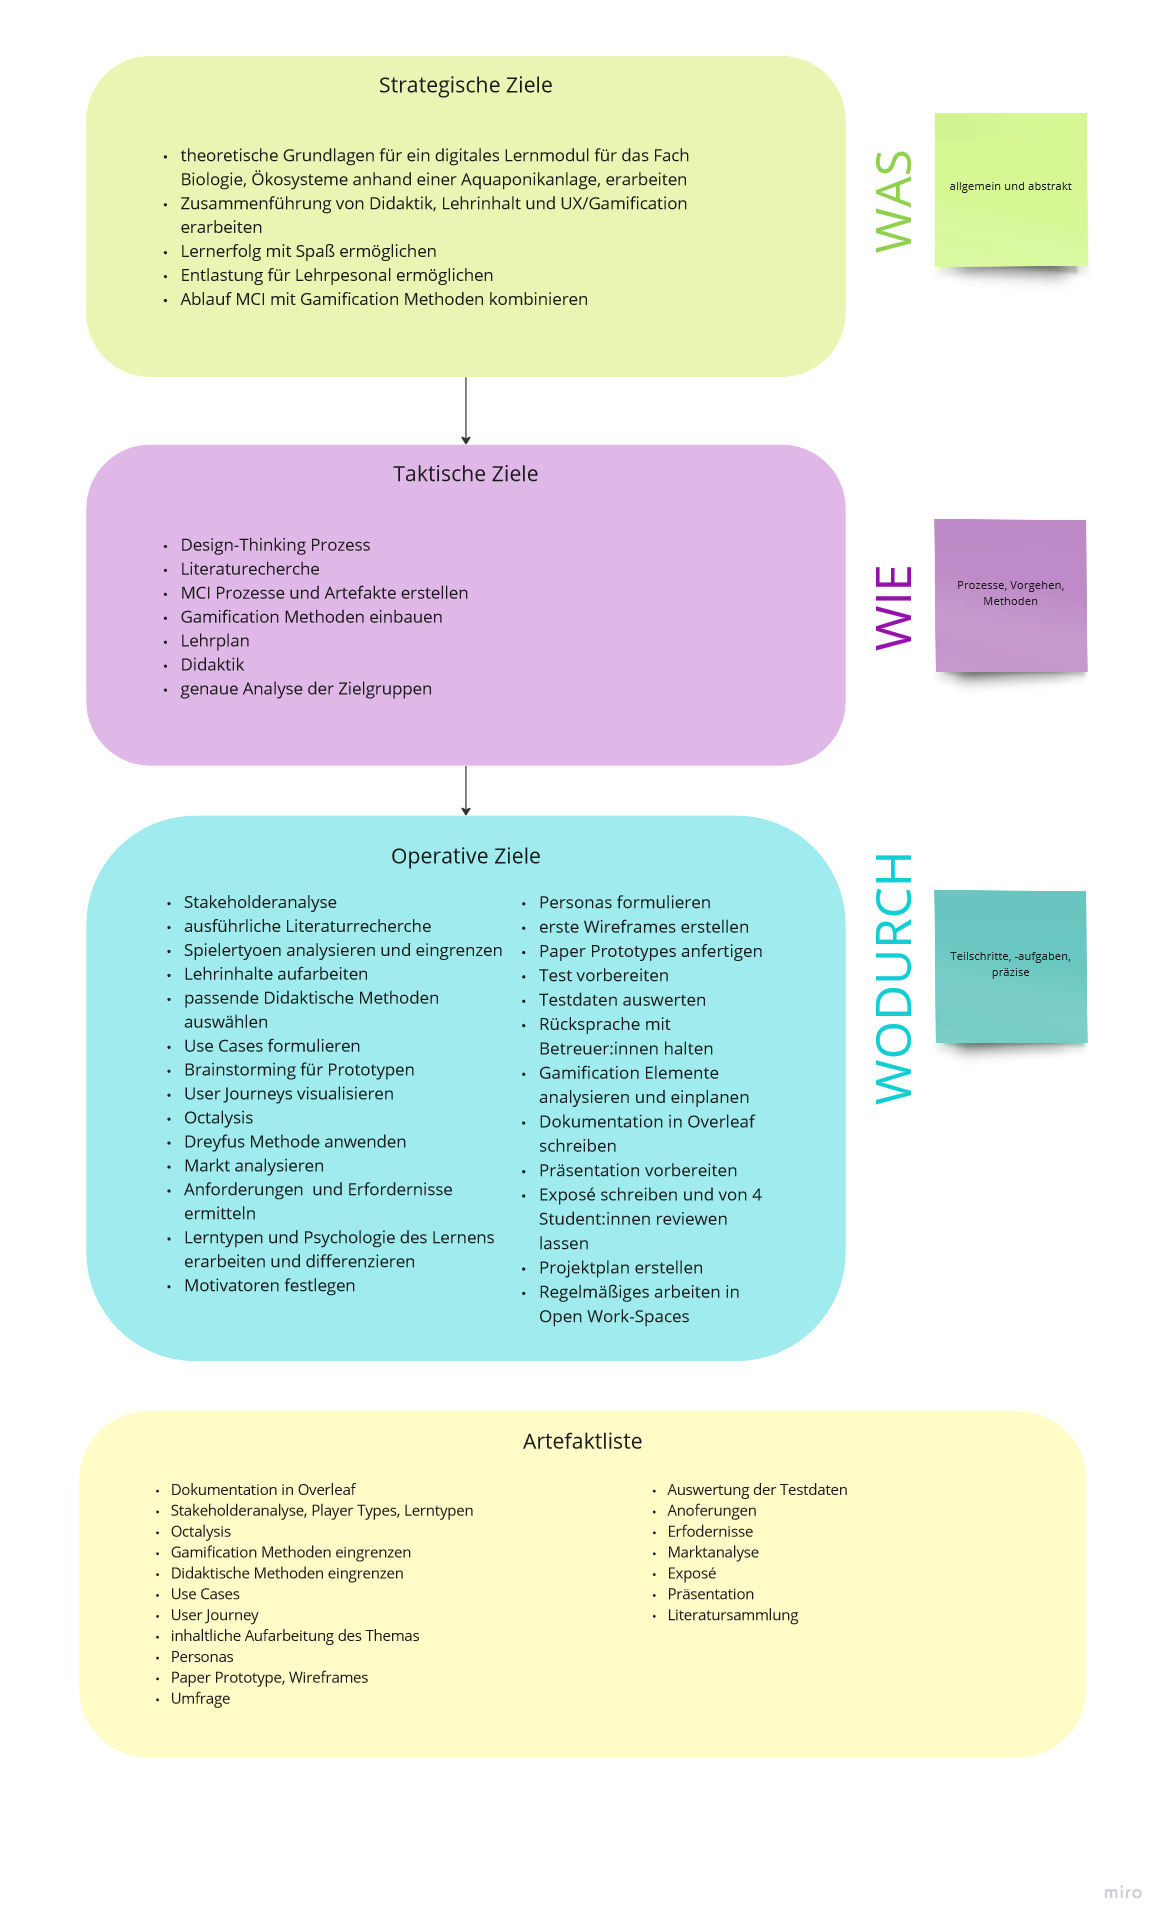 Strategische Ziele
• theoretische Grundlagen für ein digitales Lernmodul für das Fach
Biologie, Ökosysteme anhand einer Aquaponikanlage, erarbeiten
• Zusammenführung von Didaktik, Lehrinhalt und UX/Gamification
erarbeiten
• Lernerfolg mit Spaß ermöglichen
• Entlastung für Lehrpesonal ermöglichen
• Ablauf MCI mit Gamification Methoden kombinieren
WAS
allgemein und abstrakt
Taktische Ziele
• Design-Thinking Prozess
• Literaturecherche
• MCI Prozesse und Artefakte erstellen
• Gamification Methoden einbauen
• Lehrplan
• Didaktik
• genaue Analyse der Zielgruppen
WIE
Prozesse, Vorgehen,
Methoden
Operative Ziele
• Stakeholderanalyse
• ausführliche Literaturrecherche
• Spielertyoen analysieren und eingrenzen
• Lehrinhalte aufarbeiten
• passende Didaktische Methoden
auswählen
• Use Cases formulieren
• Brainstorming für Prototypen
• User Journeys visualisieren
• Octalysis
• Dreyfus Methode anwenden
• Markt analysieren
• Anforderungen  und Erfordernisse
ermitteln
• Lerntypen und Psychologie des Lernens
erarbeiten und differenzieren
• Motivatoren festlegen
• Personas formulieren
• erste Wireframes erstellen
• Paper Prototypes anfertigen
• Test vorbereiten
• Testdaten auswerten
• Rücksprache mit
Betreuer:innen halten
• Gamification Elemente
analysieren und einplanen
• Dokumentation in Overleaf
schreiben
• Präsentation vorbereiten
• Exposé schreiben und von 4
Student:innen reviewen
lassen
• Projektplan erstellen
• Regelmäßiges arbeiten in
Open Work-Spaces
WODURCH
Teilschritte, -aufgaben,
präzise
Artefaktliste
• Dokumentation in Overleaf
• Stakeholderanalyse, Player Types, Lerntypen
• Octalysis
• Gamification Methoden eingrenzen
• Didaktische Methoden eingrenzen
• Use Cases
• User Journey
• inhaltliche Aufarbeitung des Themas
• Personas
• Paper Prototype, Wireframes
• Umfrage
• Auswertung der Testdaten
• Anoferungen
• Erfodernisse
• Marktanalyse
• Exposé
• Präsentation
• Literatursammlung
miro